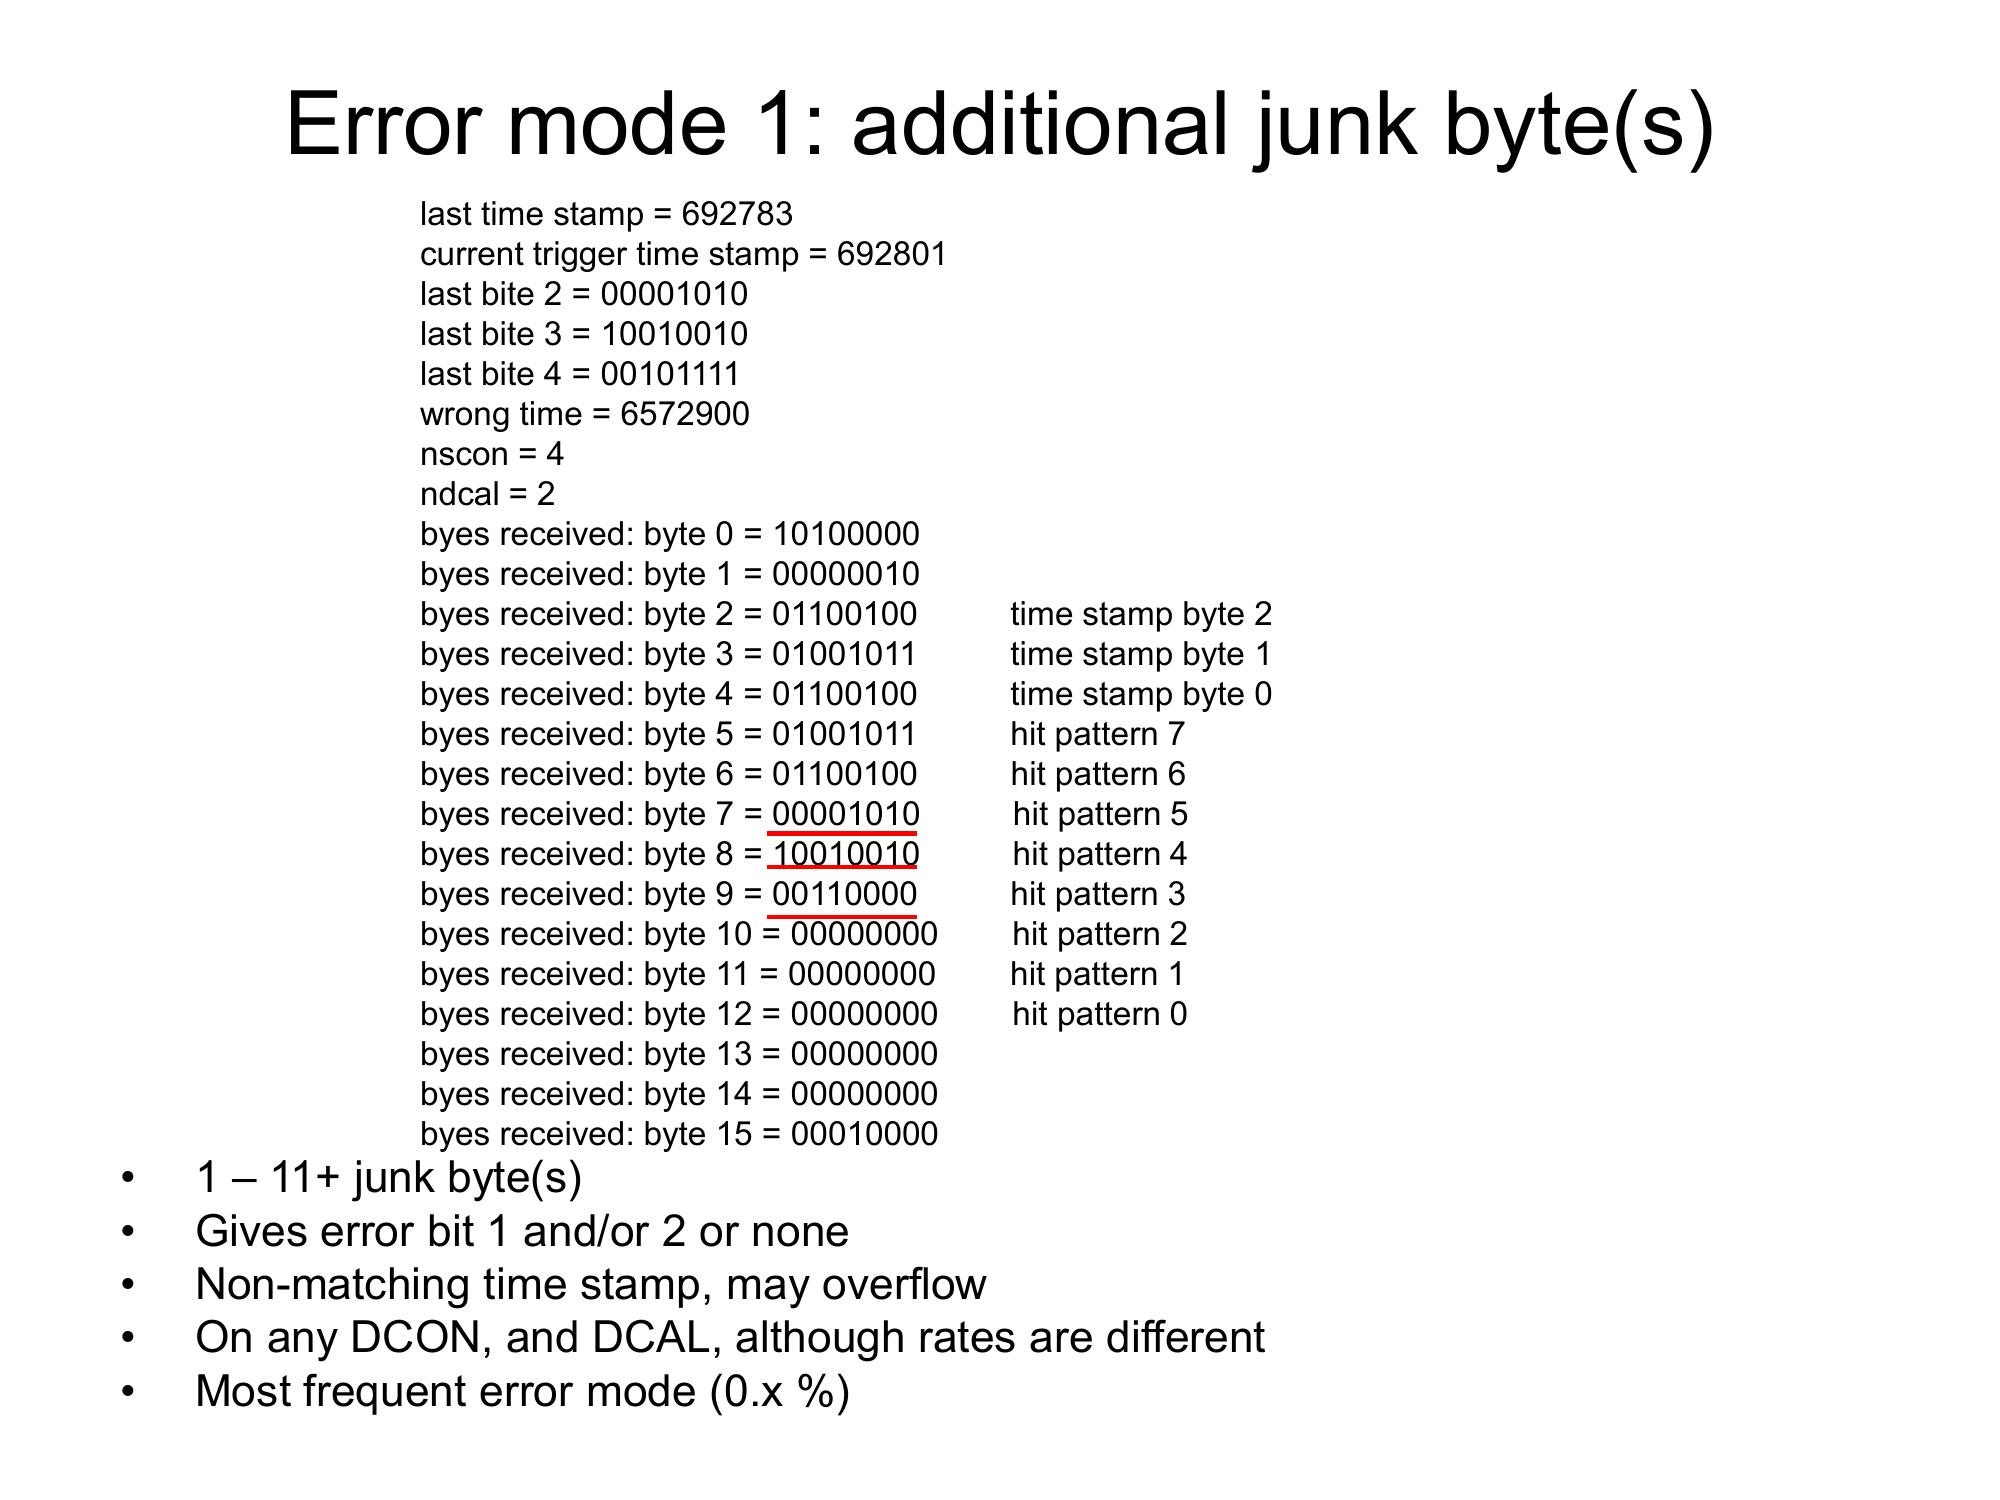 Error mode 1: additional junk byte(s)
last time stamp = 692783
current trigger time stamp = 692801
last bite 2 = 00001010
last bite 3 = 10010010
last bite 4 = 00101111
wrong time = 6572900
nscon = 4
ndcal = 2
byes received: byte 0 = 10100000
byes received: byte 1 = 00000010
byes received: byte 2 = 01100100 time stamp byte 2
byes received: byte 3 = 01001011 time stamp byte 1
byes received: byte 4 = 01100100 time stamp byte 0
byes received: byte 5 = 01001011 hit pattern 7
byes received: byte 6 = 01100100 hit pattern 6
byes received: byte 7 = 00001010 hit pattern 5
byes received: byte 8 = 10010010 hit pattern 4
byes received: byte 9 = 00110000 hit pattern 3
byes received: byte 10 = 00000000 hit pattern 2
byes received: byte 11 = 00000000 hit pattern 1
byes received: byte 12 = 00000000 hit pattern 0
byes received: byte 13 = 00000000
byes received: byte 14 = 00000000
byes received: byte 15 = 00010000
• 1 – 11+ junk byte(s)
• Gives error bit 1 and/or 2 or none
• Non-matching time stamp, may overflow
• On any DCON, and DCAL, although rates are different
• Most frequent error mode (0.x %)